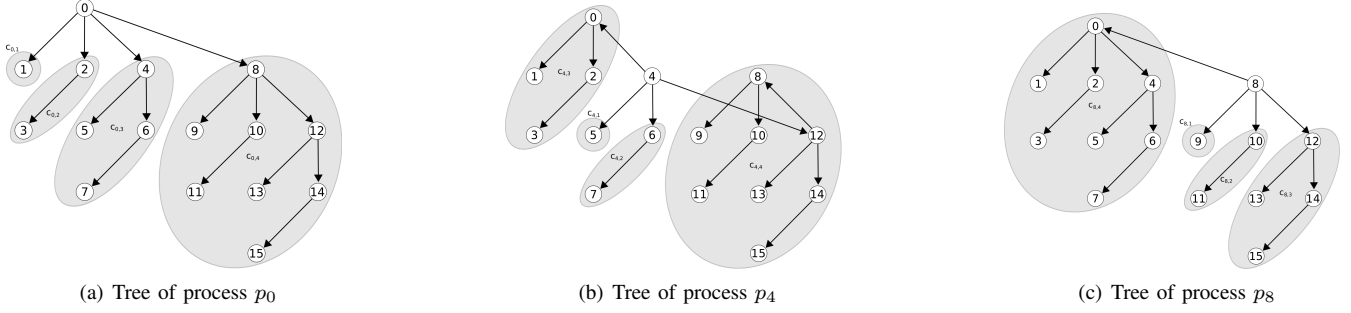 0
c0,1
1 2 4 8
c0,2
c0,3
3 5 6 9 10 12
c0,4
7 11 13 14
15
(a) Tree of process p0
0
c4,3
1 2 4 8
c4,1
3 5 6 9 10 12
c4,2
c4,4
7 11 13 14
15
(b) Tree of process p4
0
1 2 4 8
c8,4
c8,1
3 5 6 9 10 12
c8,2
c8,3
7 11 13 14
15
(c) Tree of process p8